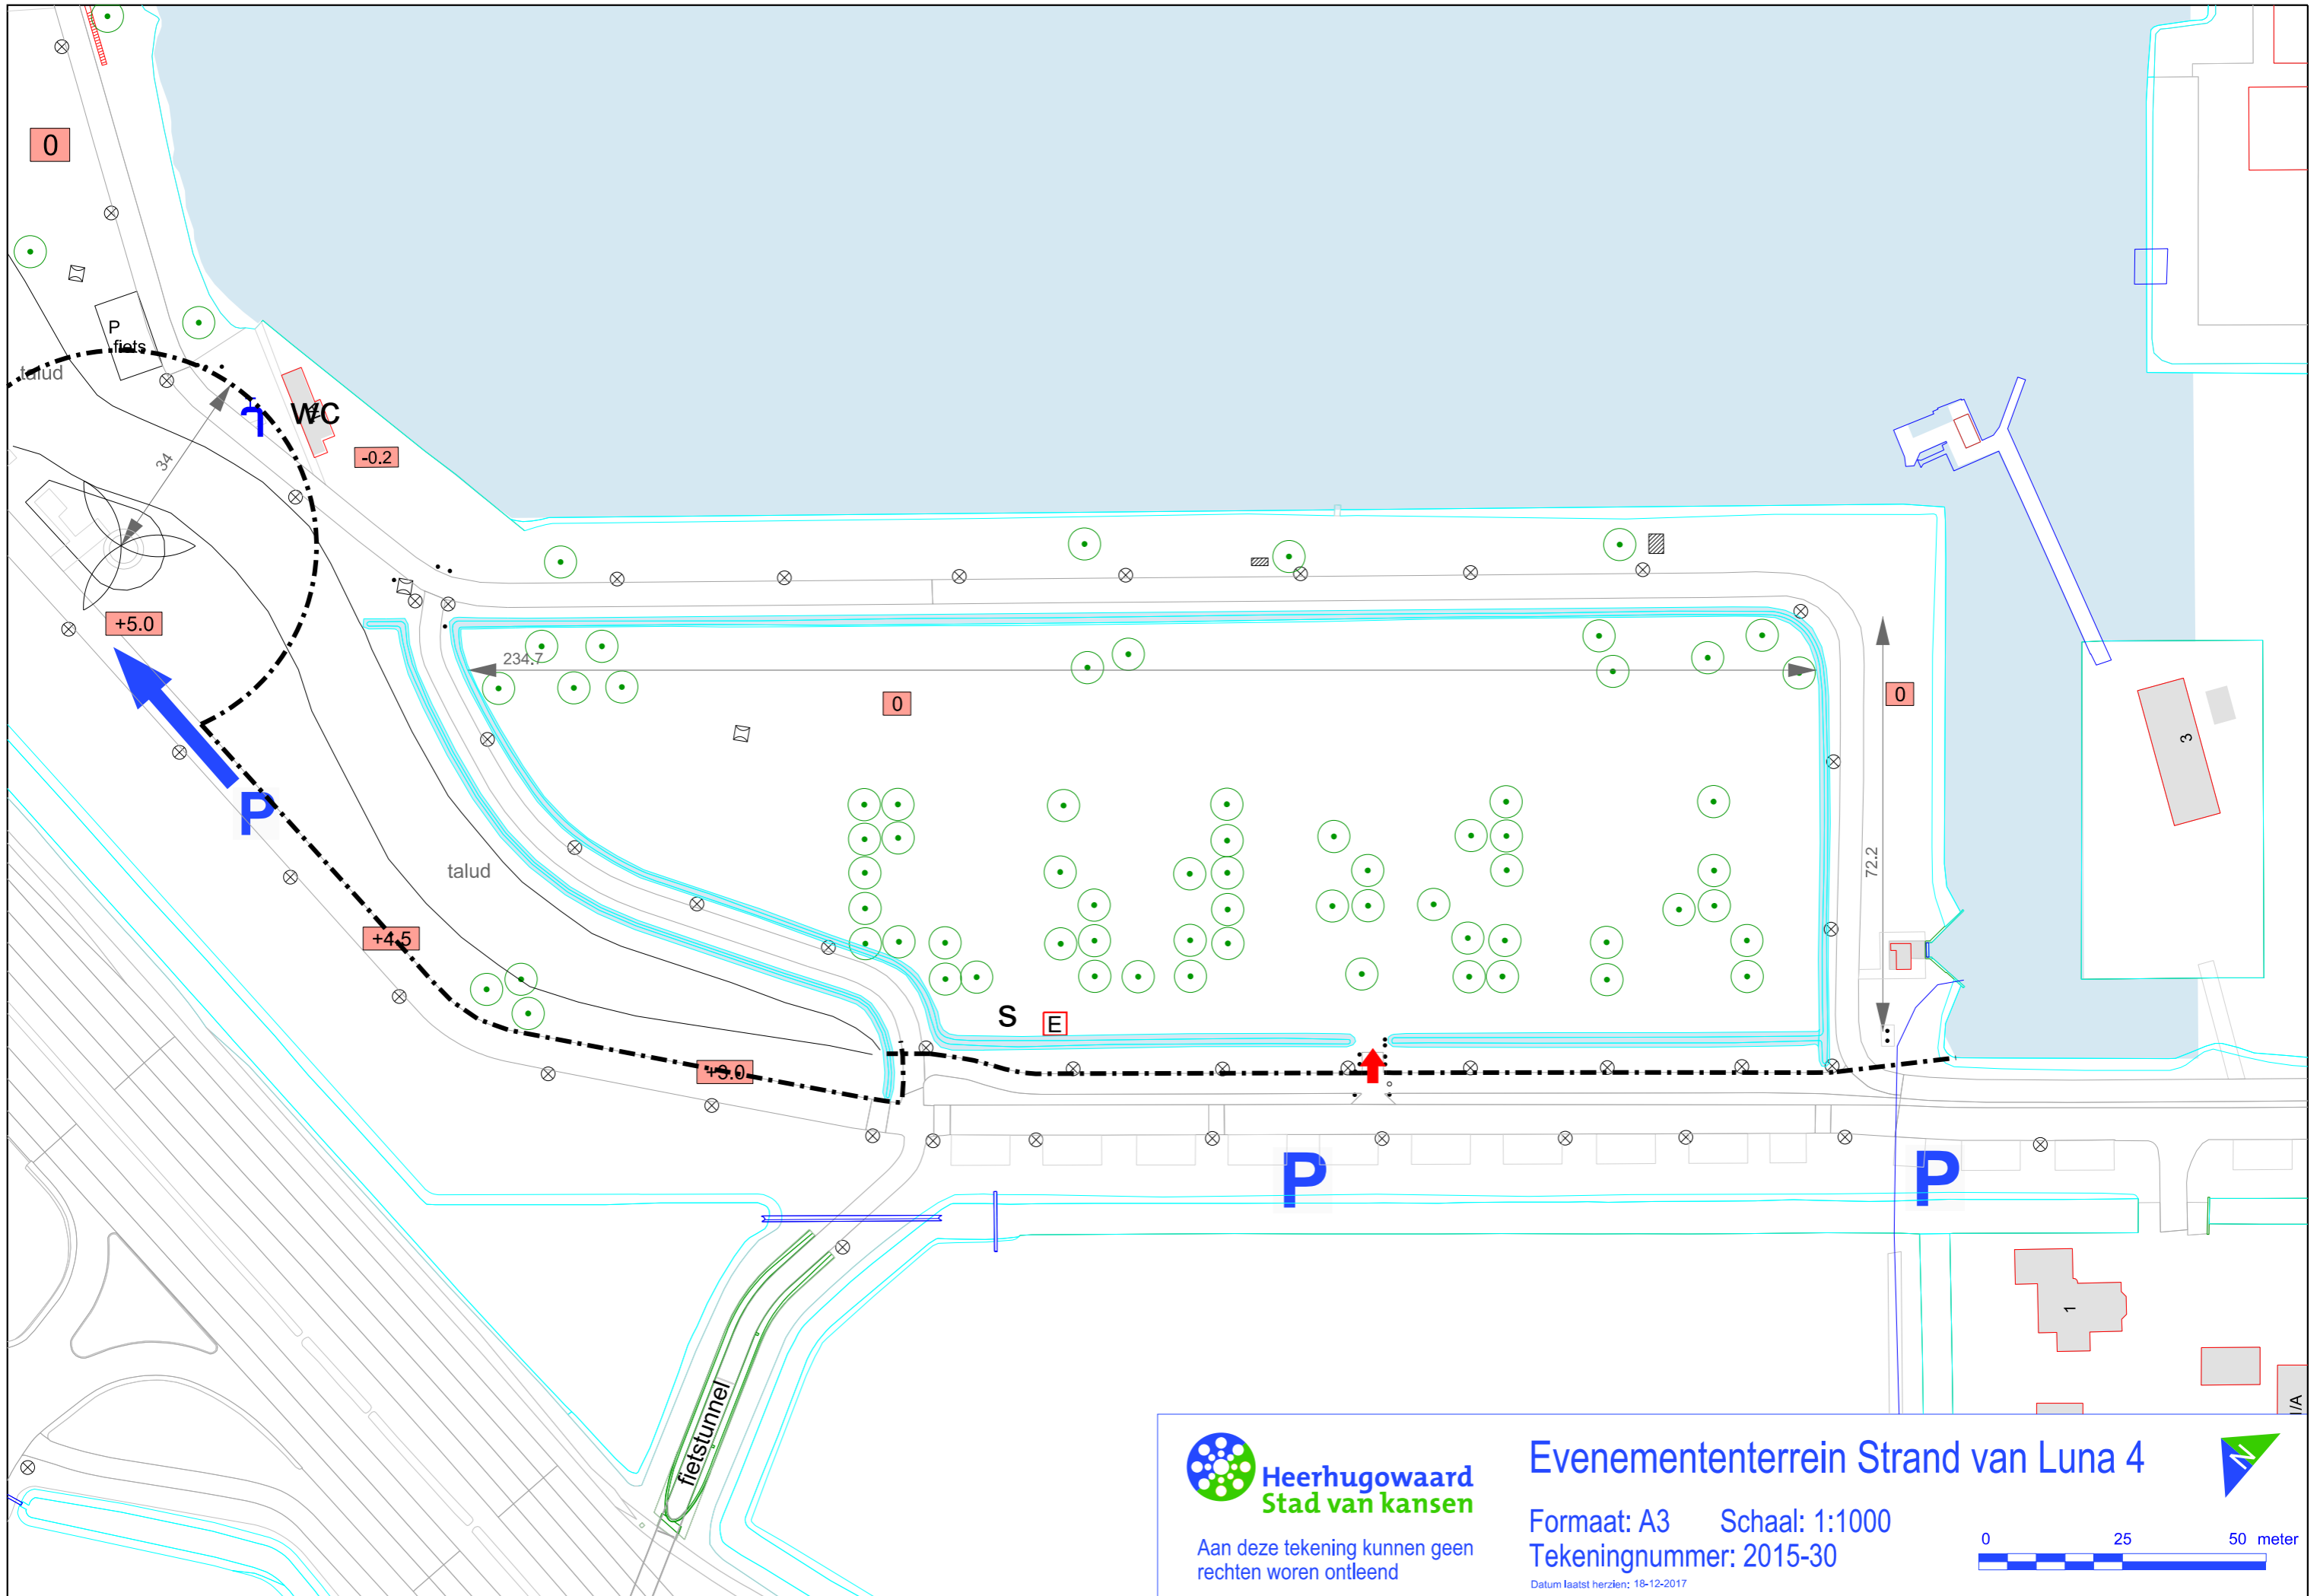 0
P
fiets
talud
WC
-0.2
34
+5.0
234.7
0
0
3
P
72.2
talud
+4.5
S
E
+3.0
P
P
1
fietstunnel
I/A
Heerhugowaard
Stad van kansen
Aan deze tekening kunnen geen
rechten woren ontleend
Evenemententerrein Strand van Luna 4
N
Formaat: A3 Schaal: 1:1000
Tekeningnummer: 2015-30
Datum laatst herzien: 18-12-2017
0 25 50 meter